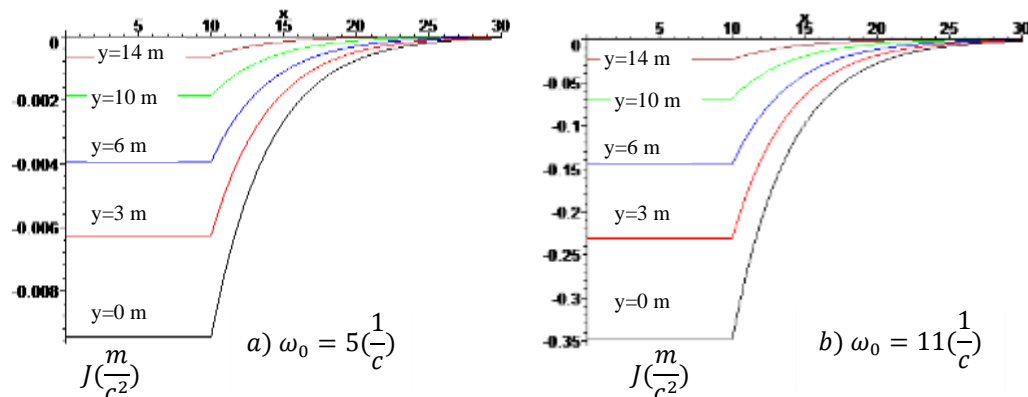 x
5 10 15 20 25 30
0
y=14 m
-0.002
y=10 m
-0.004
y=6 m
-0.006
y=3 m
-0.008
y=0 m
a) ω₀ = 5(1/c)
J(m/c²)
x
5 10 15 20 25 30
0
y=14 m
-0.05
y=10 m
-0.1
y=6 m
-0.15
-0.2
y=3 m
-0.25
y=0 m
-0.3
-0.35
b) ω₀ = 11(1/c)
J(m/c²)